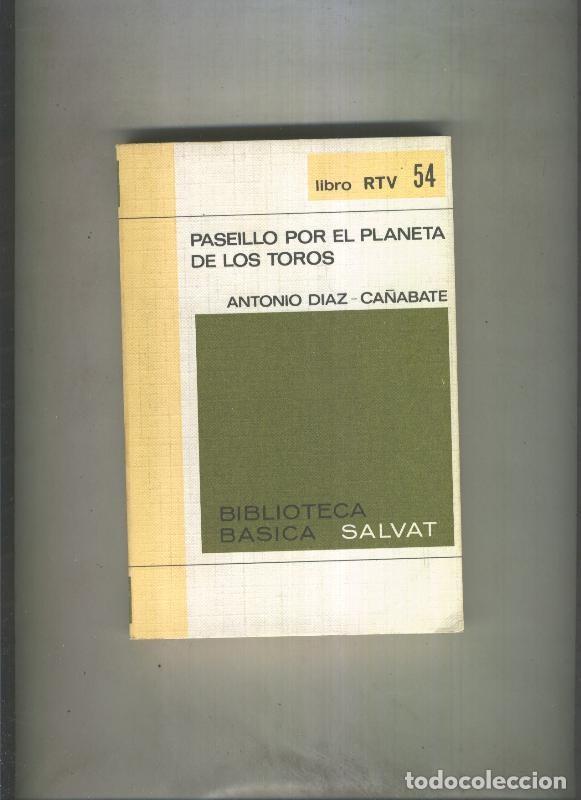 libro RTV 54
PASEILLO POR EL PLANETA
DE LOS TOROS
ANTONIO DIAZ-CAÑABATE
BIBLIOTECA
BASICA SALVAT
todocoleccion